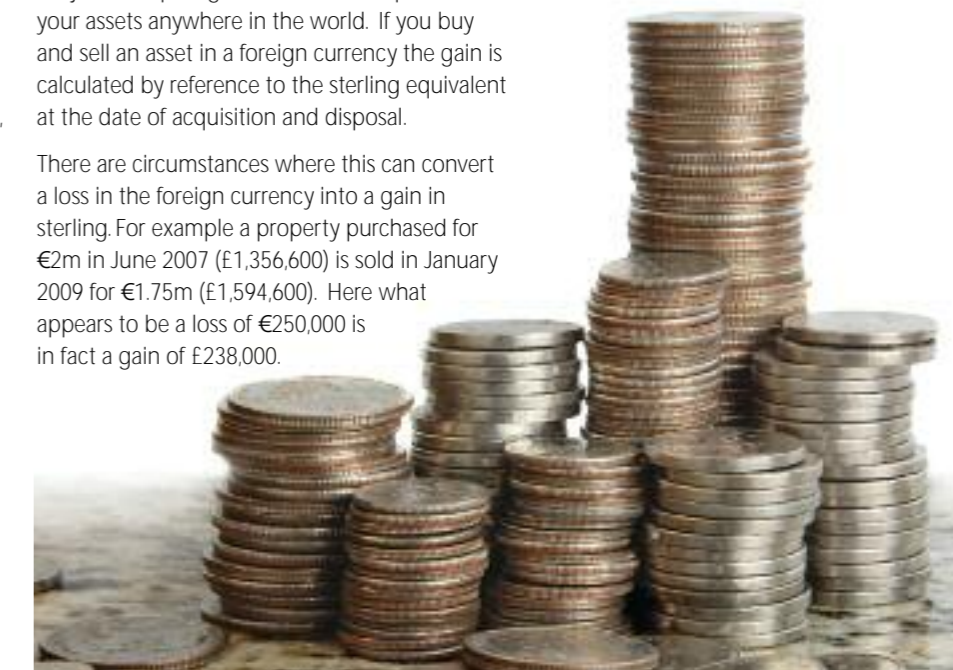 your assets anywhere in the world. If you buy
and sell an asset in a foreign currency the gain is
calculated by reference to the sterling equivalent
at the date of acquisition and disposal.
There are circumstances where this can convert
a loss in the foreign currency into a gain in
sterling. For example a property purchased for
€2m in June 2007 (£1,356,600) is sold in January
2009 for €1.75m (£1,594,600). Here what
appears to be a loss of €250,000 is
in fact a gain of £238,000.